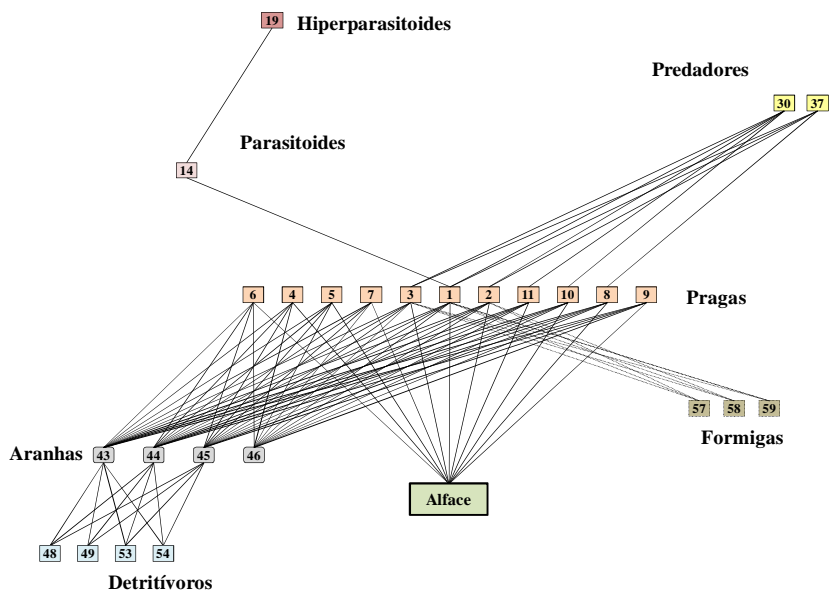 19 Hiperparasitoides
Predadores
30 37
Parasitoides
14
6 4 5 7 3 1 2 11 10 8 9 Pragas
57 58 59
Formigas
Aranhas 43 44 45 46
Alface
48 49 53 54
Detritívoros